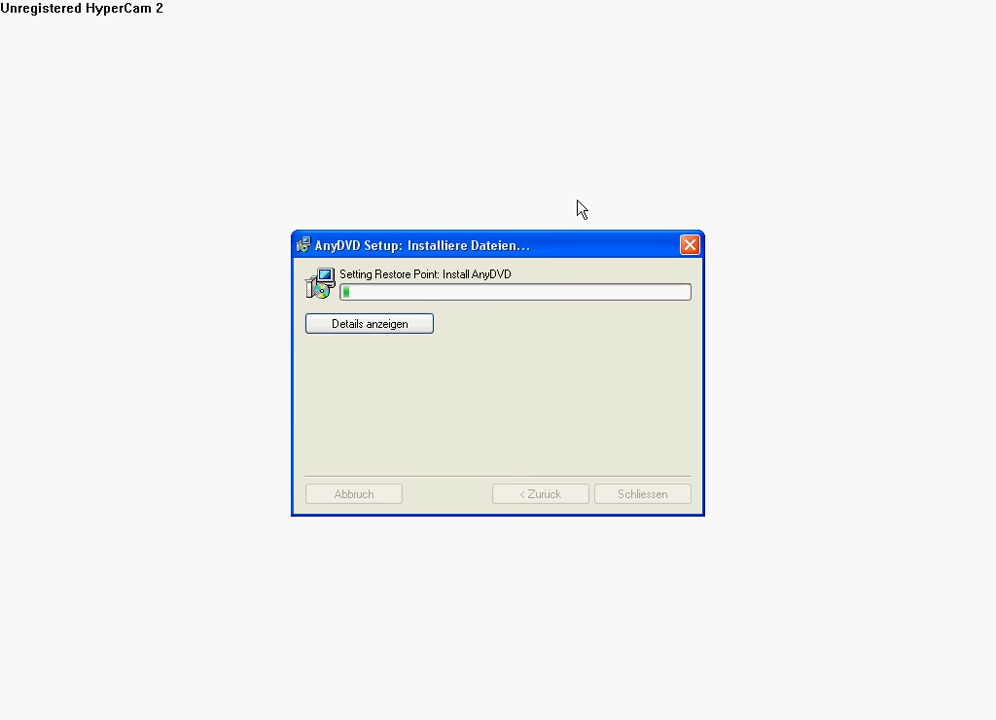 Unregistered HyperCam 2
AnyDVD Setup: Installiere Dateien...
Setting Restore Point: Install AnyDVD
Details anzeigen
Abbruch
< Zurück
Schliessen